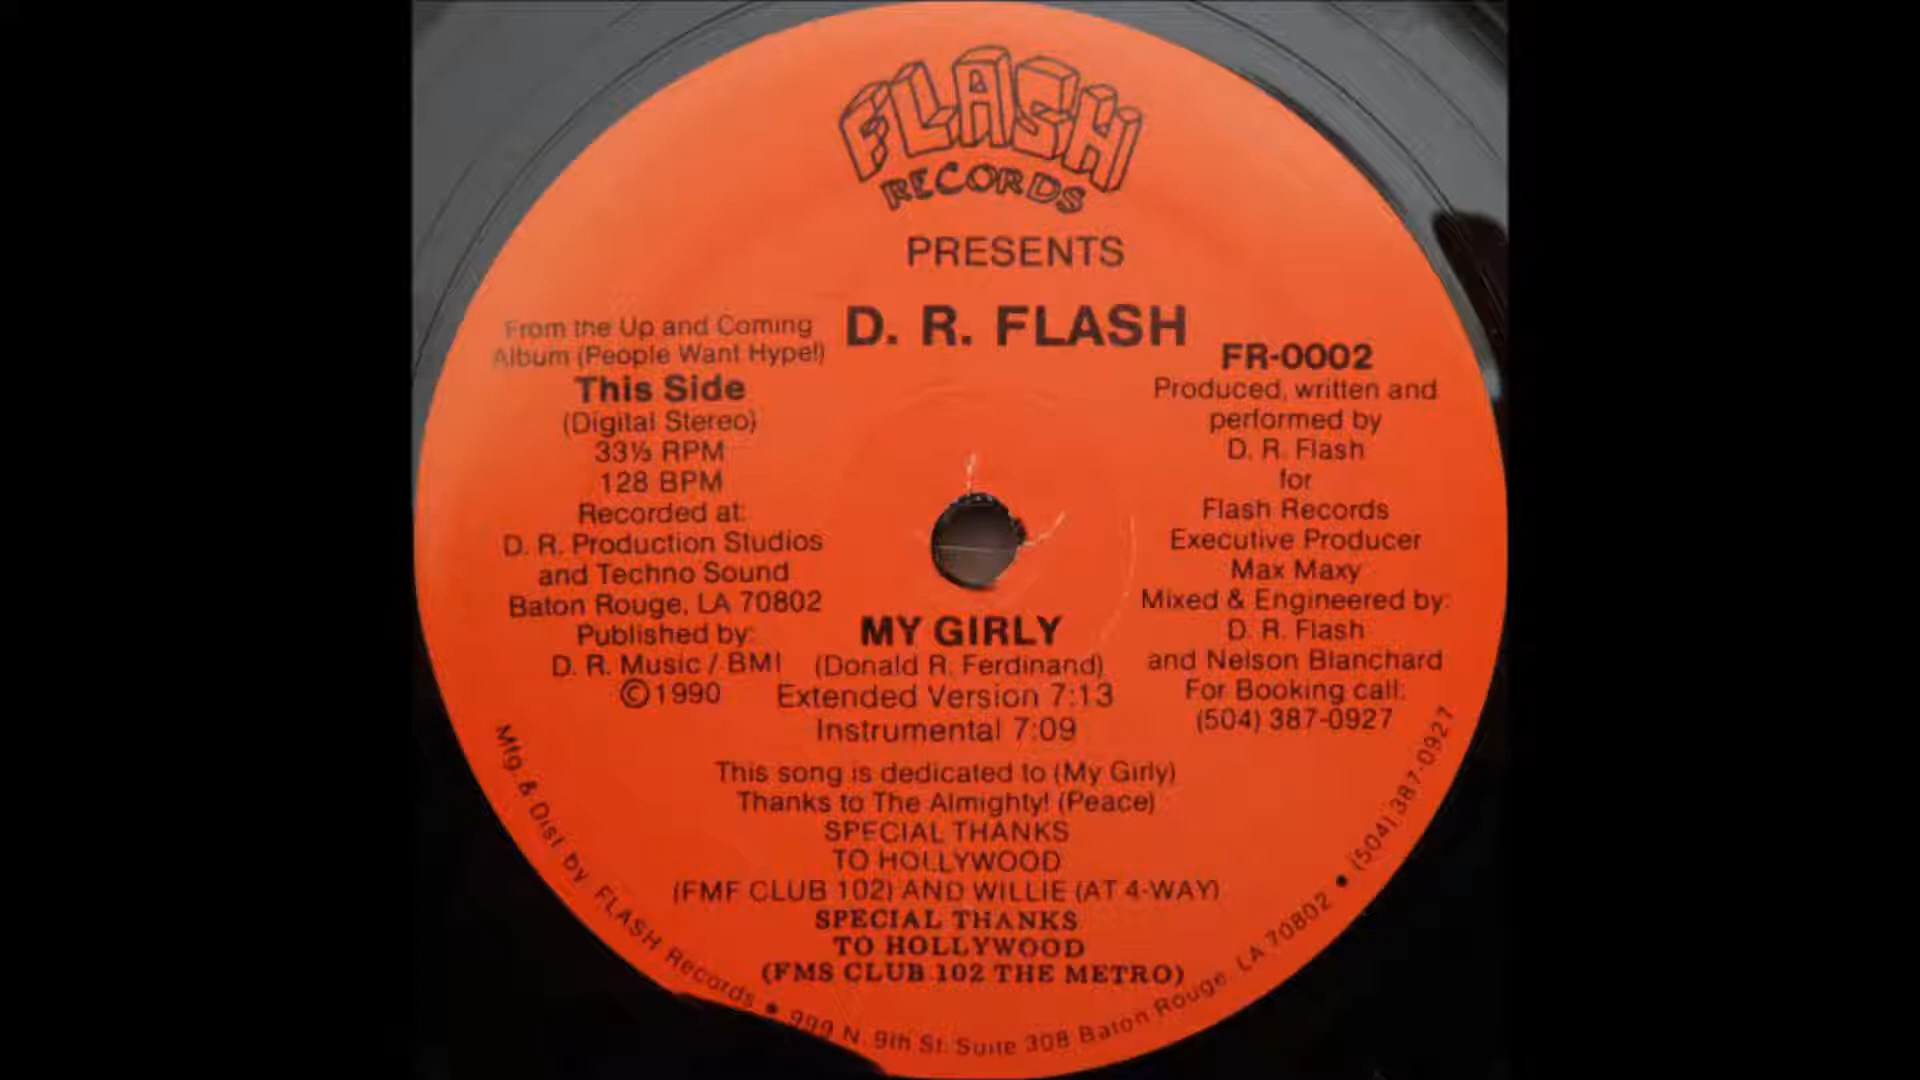 FLASH
RECORDS
PRESENTS
D. R. FLASH
From the Up and Coming
Album (People Want Hype!)
This Side
(Digital Stereo)
33⅓ RPM
128 BPM
Recorded at:
D. R. Production Studios
and Techno Sound
Baton Rouge, LA 70802
Published by:
D. R. Music / BMI
©1990
FR-0002
Produced, written and
performed by
D. R. Flash
for
Flash Records
Executive Producer
Max Maxy
Mixed & Engineered by:
D. R. Flash
and Nelson Blanchard
For Booking call:
(504) 387-0927
MY GIRLY
(Donald R. Ferdinand)
Extended Version 7:13
Instrumental 7:09
This song is dedicated to (My Girly)
Thanks to The Almighty! (Peace)
SPECIAL THANKS
TO HOLLYWOOD
(FMF CLUB 102) AND WILLIE (AT 4-WAY)
SPECIAL THANKS
TO HOLLYWOOD
(FMS CLUB 102 THE METRO)
Mfg. & Dist by FLASH Records • 999 N. 9th St. Suite 308 Baton Rouge, LA 70802 • (504) 387-0927